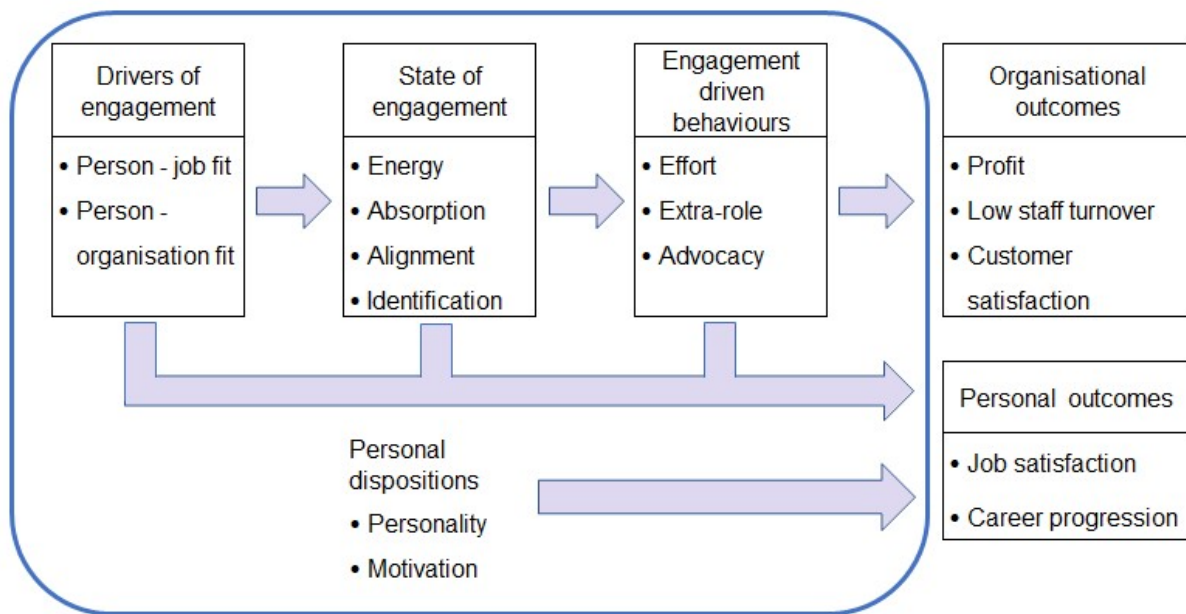 Drivers of
engagement
• Person - job fit
• Person -
organisation fit
State of
engagement
• Energy
• Absorption
• Alignment
• Identification
Engagement
driven
behaviours
• Effort
• Extra-role
• Advocacy
Organisational
outcomes
• Profit
• Low staff turnover
• Customer
satisfaction
Personal outcomes
• Job satisfaction
• Career progression
Personal
dispositions
• Personality
• Motivation